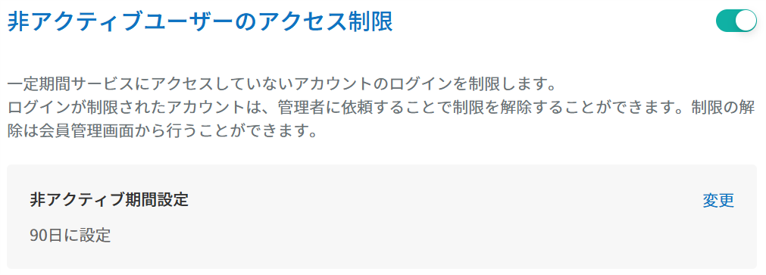 非アクティブユーザーのアクセス制限
一定期間サービスにアクセスしていないアカウントのログインを制限します。
ログインが制限されたアカウントは、管理者に依頼することで制限を解除することができます。制限の解
除は会員管理画面から行うことができます。
非アクティブ期間設定
変更
90日に設定